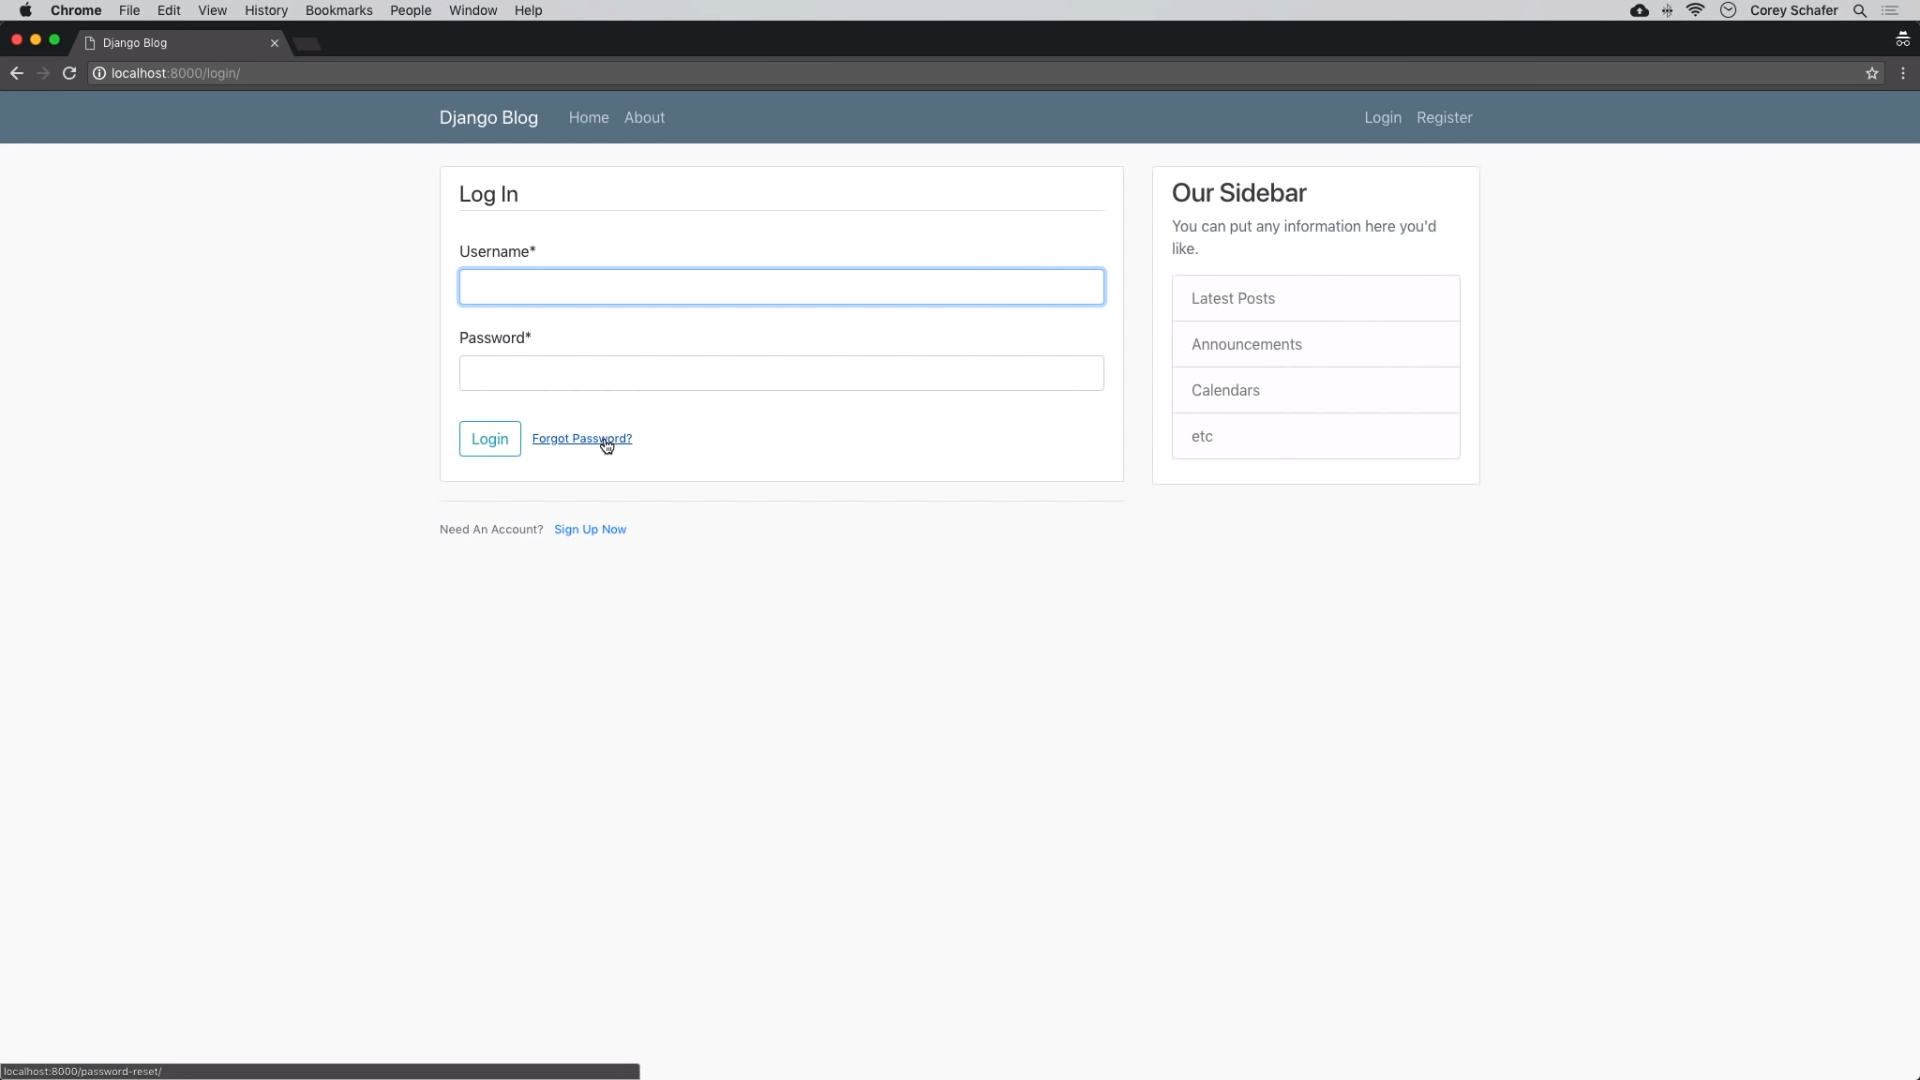 Chrome File Edit View History Bookmarks People Window Help Corey Schafer
Django Blog
localhost:8000/login/
Django Blog Home About Login Register
Log In
Username*
Password*
Login Forgot Password?
Need An Account? Sign Up Now
Our Sidebar
You can put any information here you'd
like.
Latest Posts
Announcements
Calendars
etc
localhost:8000/password-reset/